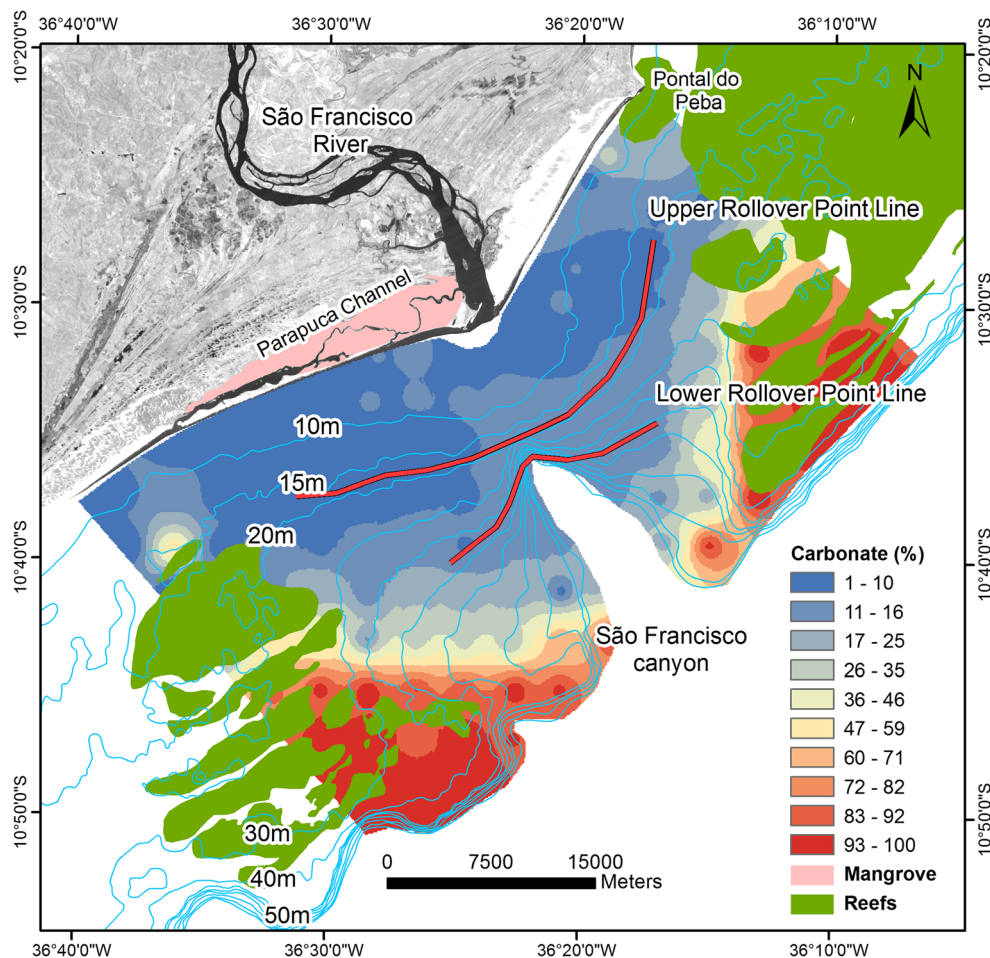 36°40'0"W
36°30'0"W
36°20'0"W
36°10'0"W
10°20'0"S
10°20'0"S
N
Pontal do
Peba
São Francisco
River
Upper Rollover Point Line
Parapuca Channel
10°30'0"S
10°30'0"S
Lower Rollover Point Line
10m
15m
20m
10°40'0"S
10°40'0"S
São Francisco
canyon
Carbonate (%)
1 - 10
11 - 16
17 - 25
26 - 35
36 - 46
47 - 59
60 - 71
72 - 82
83 - 92
93 - 100
Mangrove
Reefs
10°50'0"S
10°50'0"S
30m
40m
50m
0 7500 15000
Meters
36°40'0"W
36°30'0"W
36°20'0"W
36°10'0"W